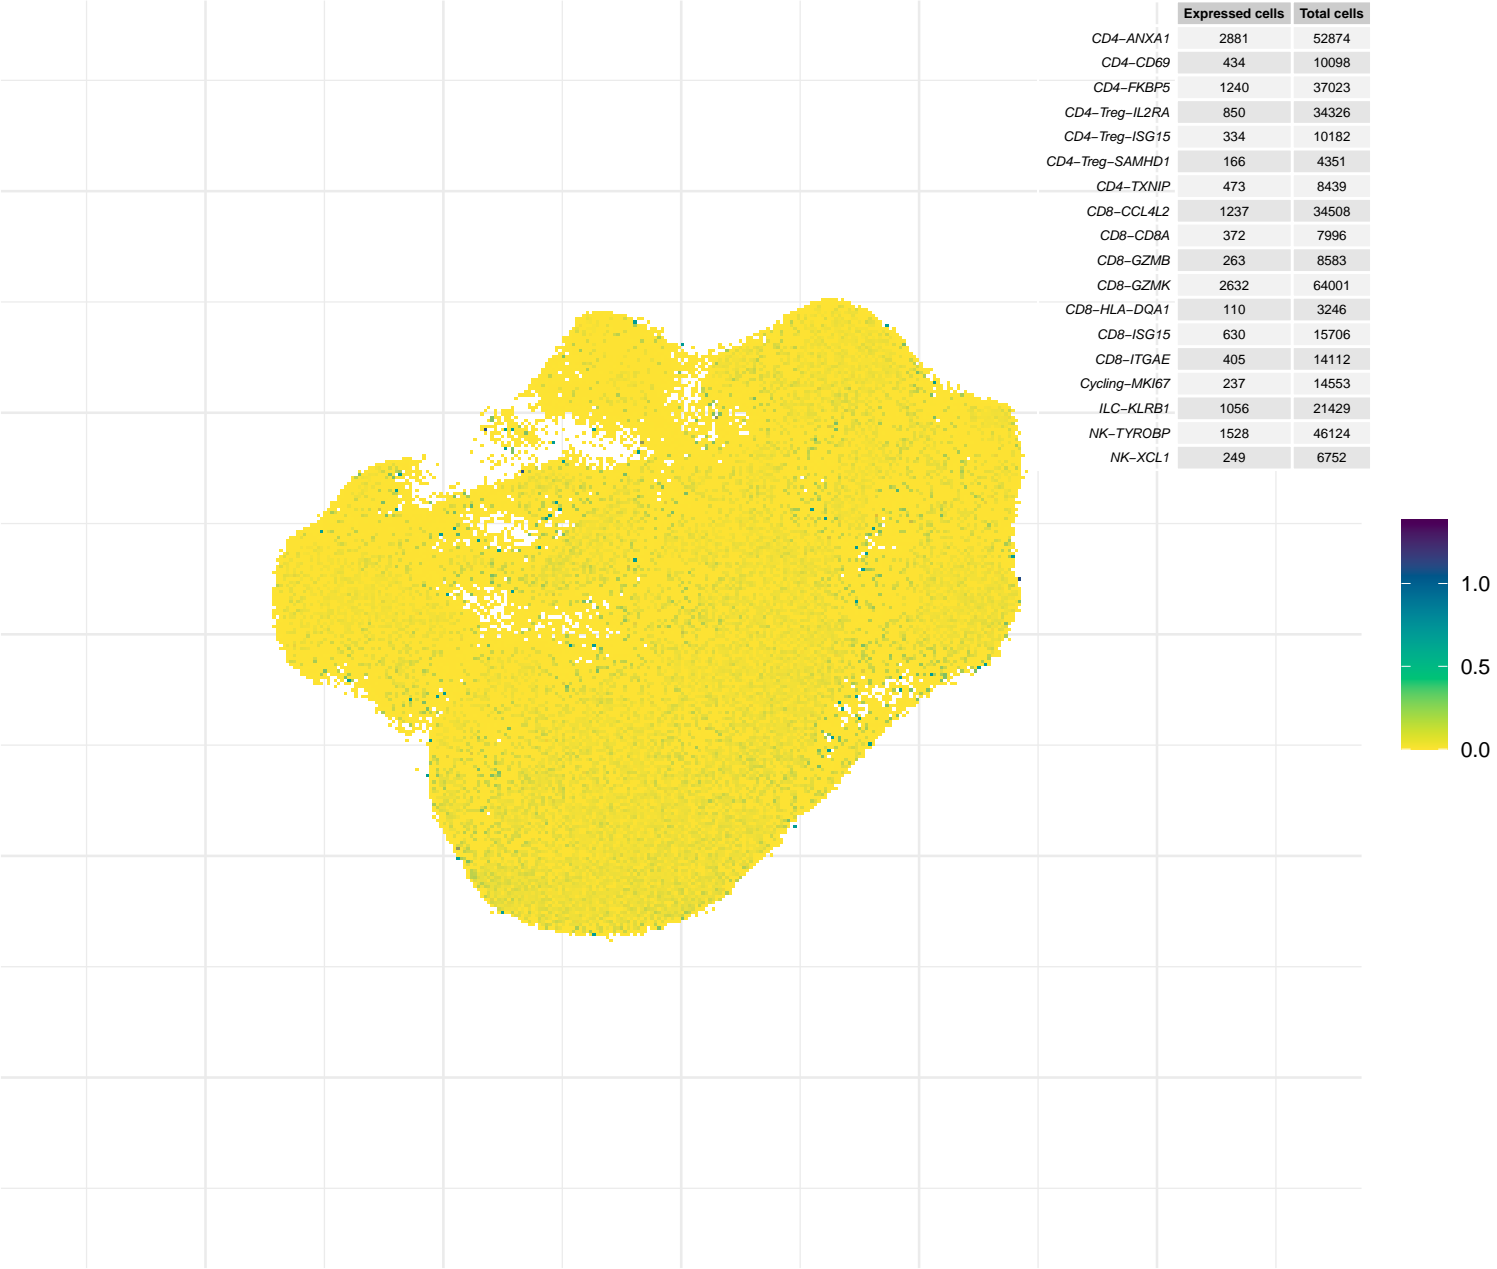 Expressed cells Total cells
CD4−ANXA1 2881 52874
CD4−CD69 434 10098
CD4−FKBP5 1240 37023
CD4−Treg−IL2RA 850 34326
CD4−Treg−ISG15 334 10182
CD4−Treg−SAMHD1 166 4351
CD4−TXNIP 473 8439
CD8−CCL4L2 1237 34508
CD8−CD8A 372 7996
CD8−GZMB 263 8583
CD8−GZMK 2632 64001
CD8−HLA−DQA1 110 3246
CD8−ISG15 630 15706
CD8−ITGAE 405 14112
Cycling−MKI67 237 14553
ILC−KLRB1 1056 21429
NK−TYROBP 1528 46124
NK−XCL1 249 6752
1.0
0.5
0.0